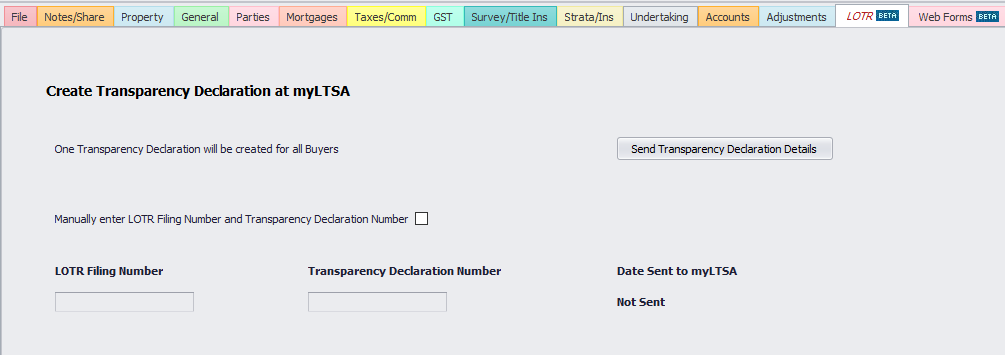 File Notes/Share Property General Parties Mortgages Taxes/Comm GST Survey/Title Ins Strata/Ins Undertaking Accounts Adjustments LOTR BETA Web Forms BETA
Create Transparency Declaration at myLTSA
One Transparency Declaration will be created for all Buyers Send Transparency Declaration Details
Manually enter LOTR Filing Number and Transparency Declaration Number
LOTR Filing Number Transparency Declaration Number Date Sent to myLTSA
Not Sent